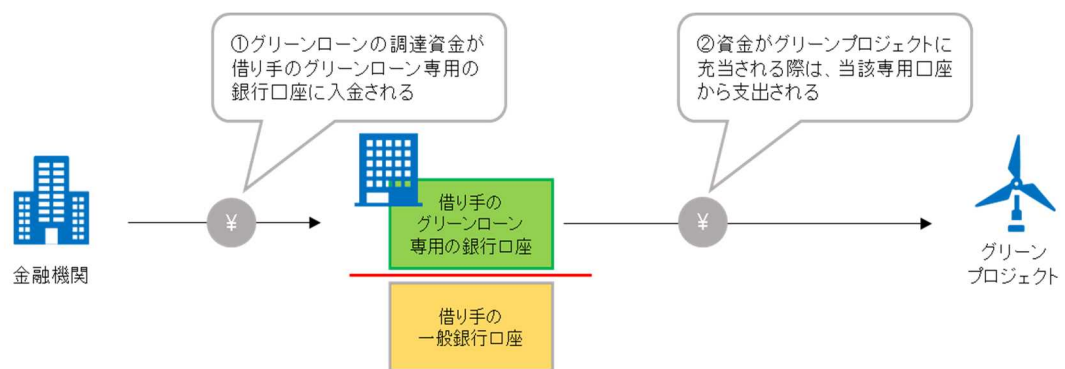 ①グリーンローンの調達資金が
借り手のグリーンローン専用の
銀行口座に入金される
②資金がグリーンプロジェクトに
充当される際は、当該専用口座
から支出される
金融機関
¥
借り手の
グリーンローン
専用の銀行口座
¥
グリーン
プロジェクト
借り手の
一般銀行口座